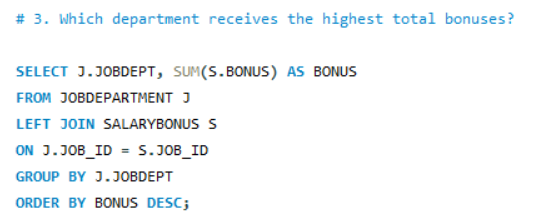 # 3. Which department receives the highest total bonuses?
SELECT J.JOBDEPT, SUM(S.BONUS) AS BONUS
FROM JOBDEPARTMENT J
LEFT JOIN SALARYBONUS S
ON J.JOB_ID = S.JOB_ID
GROUP BY J.JOBDEPT
ORDER BY BONUS DESC;